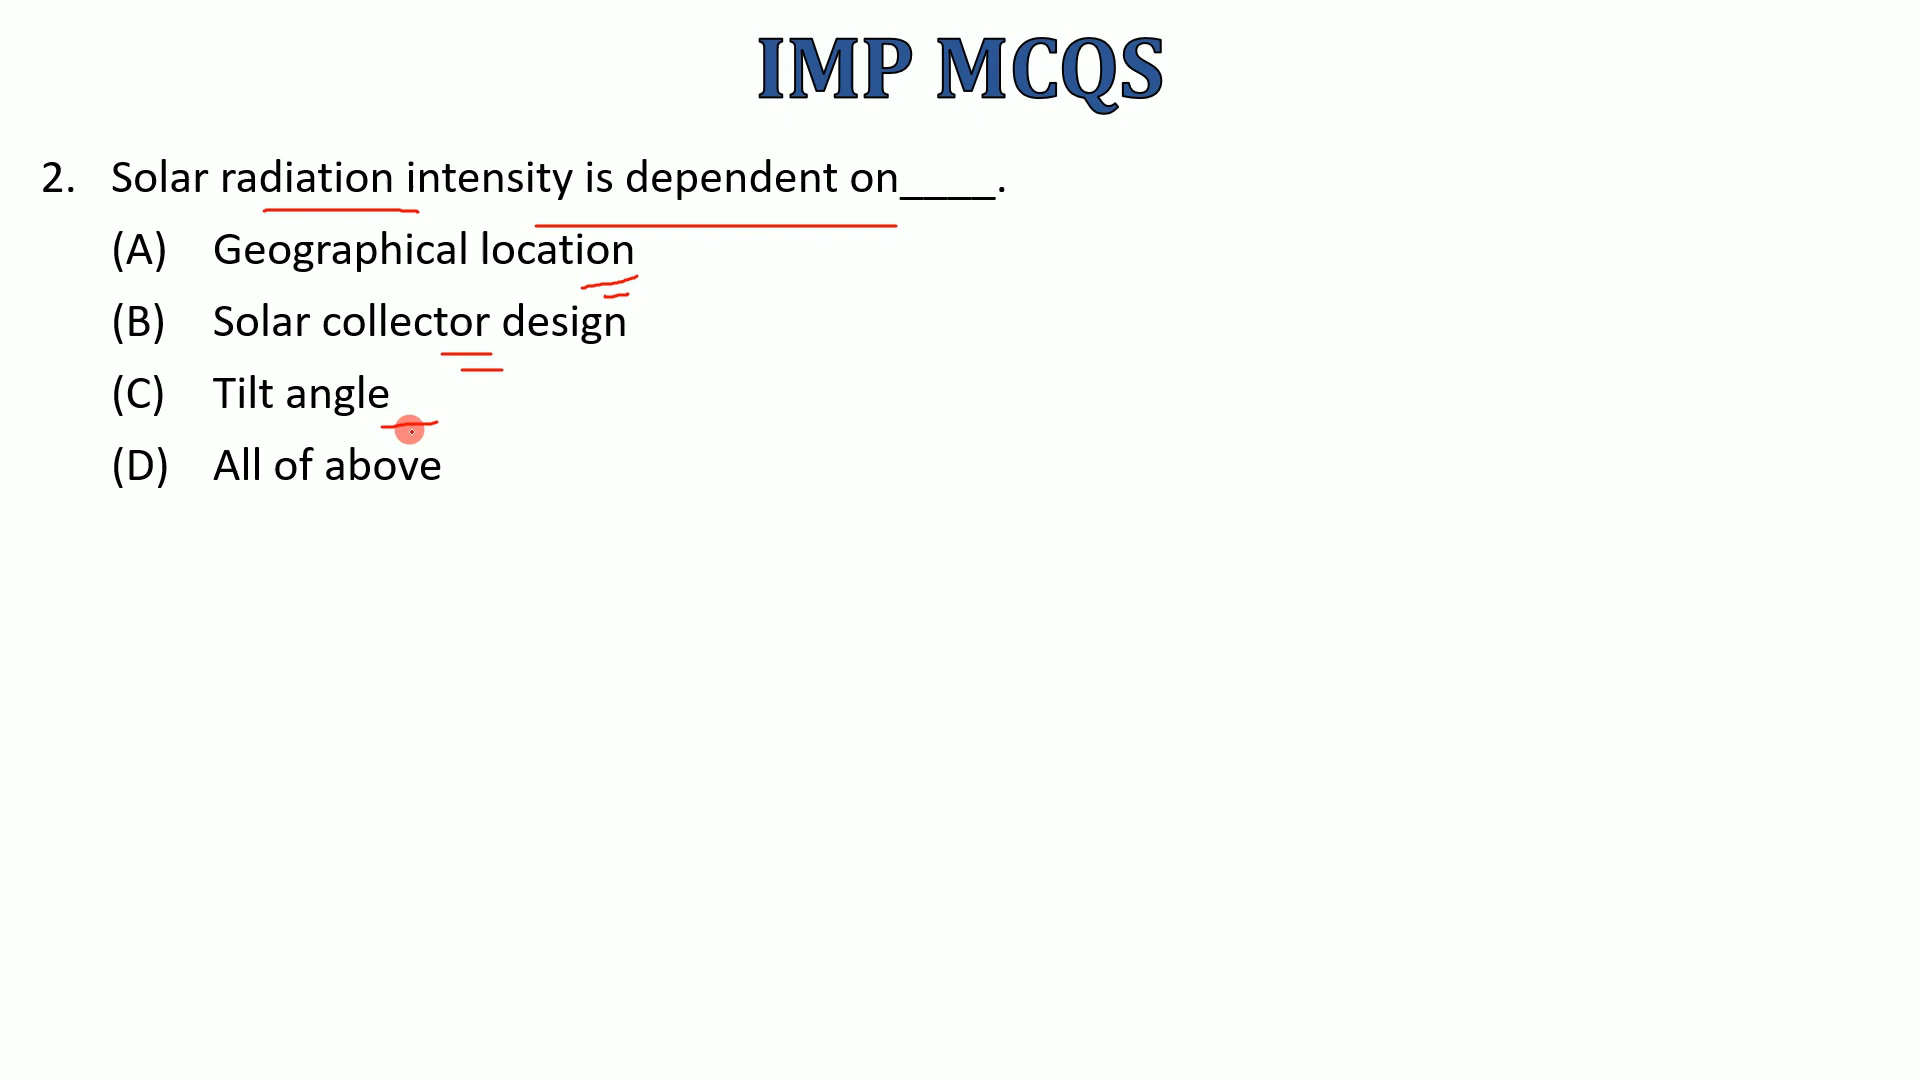 IMP MCQS
2. Solar radiation intensity is dependent on____.
(A) Geographical location
(B) Solar collector design
(C) Tilt angle
(D) All of above